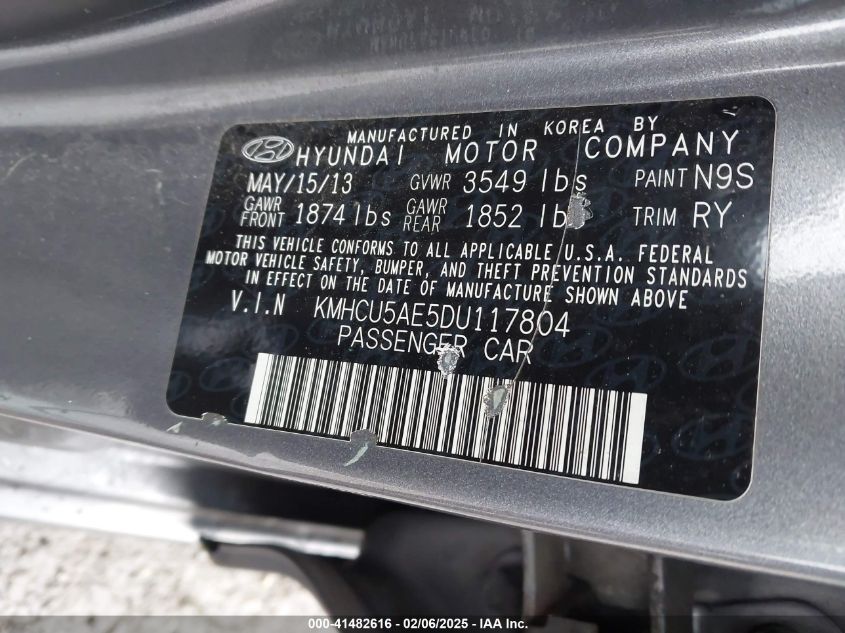 MANUFACTURED IN KOREA BY
HYUNDAI MOTOR COMPANY
MAY/15/13 GVWR 3549 lbs PAINT N9S
GAWR FRONT 1874 lbs GAWR REAR 1852 lb TRIM RY
THIS VEHICLE CONFORMS TO ALL APPLICABLE U.S.A. FEDERAL
MOTOR VEHICLE SAFETY, BUMPER, AND THEFT PREVENTION STANDARDS
IN EFFECT ON THE DATE OF MANUFACTURE SHOWN ABOVE
V.I.N KMHCU5AE5DU117804
PASSENGER CAR
000-41482616 - 02/06/2025 - IAA Inc.